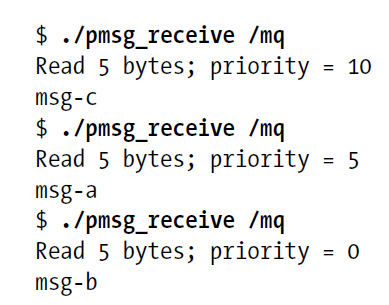 $ ./pmsg_receive /mq
Read 5 bytes; priority = 10
msg-c
$ ./pmsg_receive /mq
Read 5 bytes; priority = 5
msg-a
$ ./pmsg_receive /mq
Read 5 bytes; priority = 0
msg-b